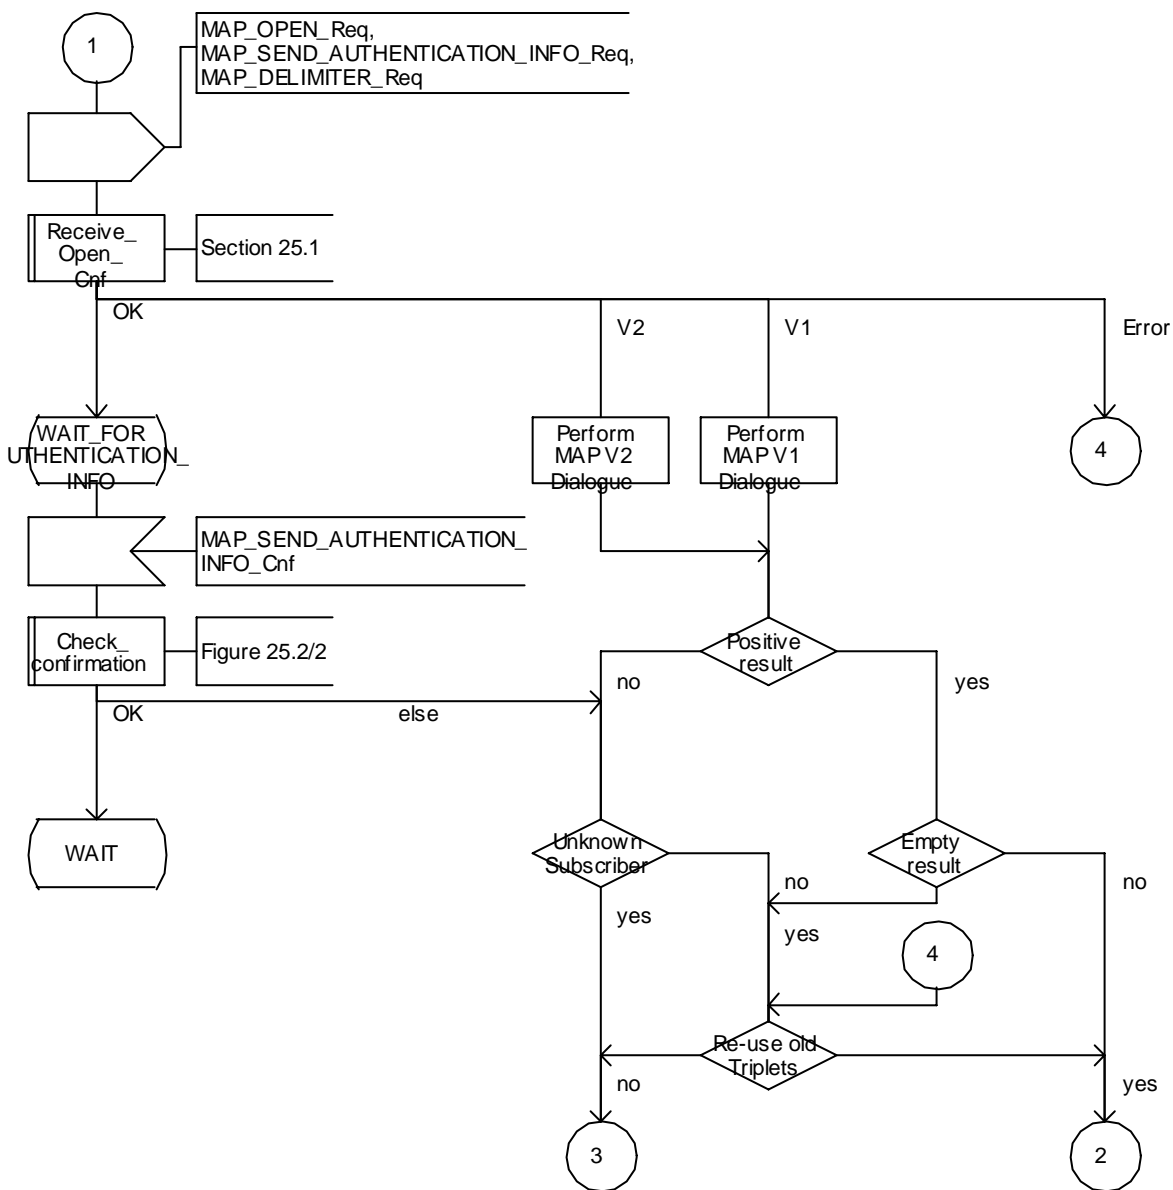 1
MAP_OPEN_Req,
MAP_SEND_AUTHENTICATION_INFO_Req,
MAP_DELIMITER_Req
Receive_
Open_
Cnf
Section 25.1
OK
V2
V1
Error
WAIT_FOR
UTHENTICATION_
INFO
Perform
MAP V2
Dialogue
Perform
MAP V1
Dialogue
4
MAP_SEND_AUTHENTICATION_
INFO_Cnf
Check_
confirmation
Figure 25.2/2
Positive
result
no
yes
OK
else
WAIT
Unknown
Subscriber
Empty
result
no
no
yes
yes
4
Re-use old
Triplets
no
yes
3
2